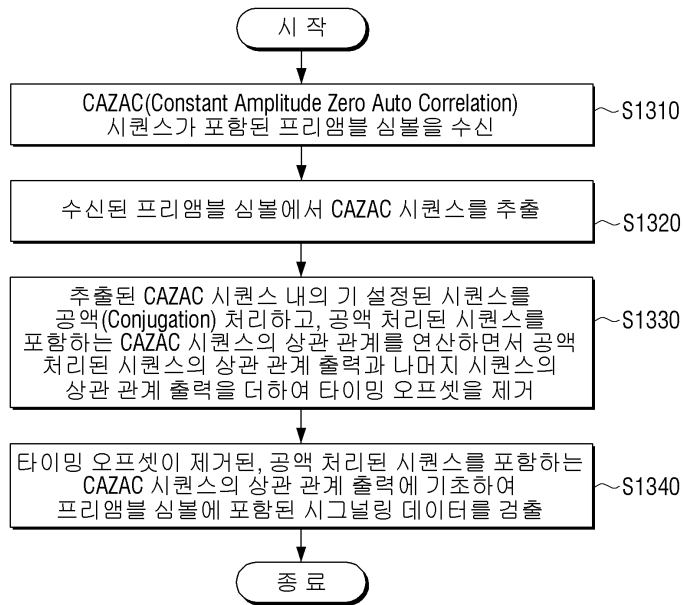 시 작
CAZAC(Constant Amplitude Zero Auto Correlation)
시퀀스가 포함된 프리앰블 심볼을 수신
S1310
수신된 프리앰블 심볼에서 CAZAC 시퀀스를 추출
S1320
추출된 CAZAC 시퀀스 내의 기 설정된 시퀀스를
공액(Conjugation) 처리하고, 공액 처리된 시퀀스를
포함하는 CAZAC 시퀀스의 상관 관계를 연산하면서 공액
처리된 시퀀스의 상관 관계 출력과 나머지 시퀀스의
상관 관계 출력을 더하여 타이밍 오프셋을 제거
S1330
타이밍 오프셋이 제거된, 공액 처리된 시퀀스를 포함하는
CAZAC 시퀀스의 상관 관계 출력에 기초하여
프리앰블 심볼에 포함된 시그널링 데이터를 검출
S1340
종 료